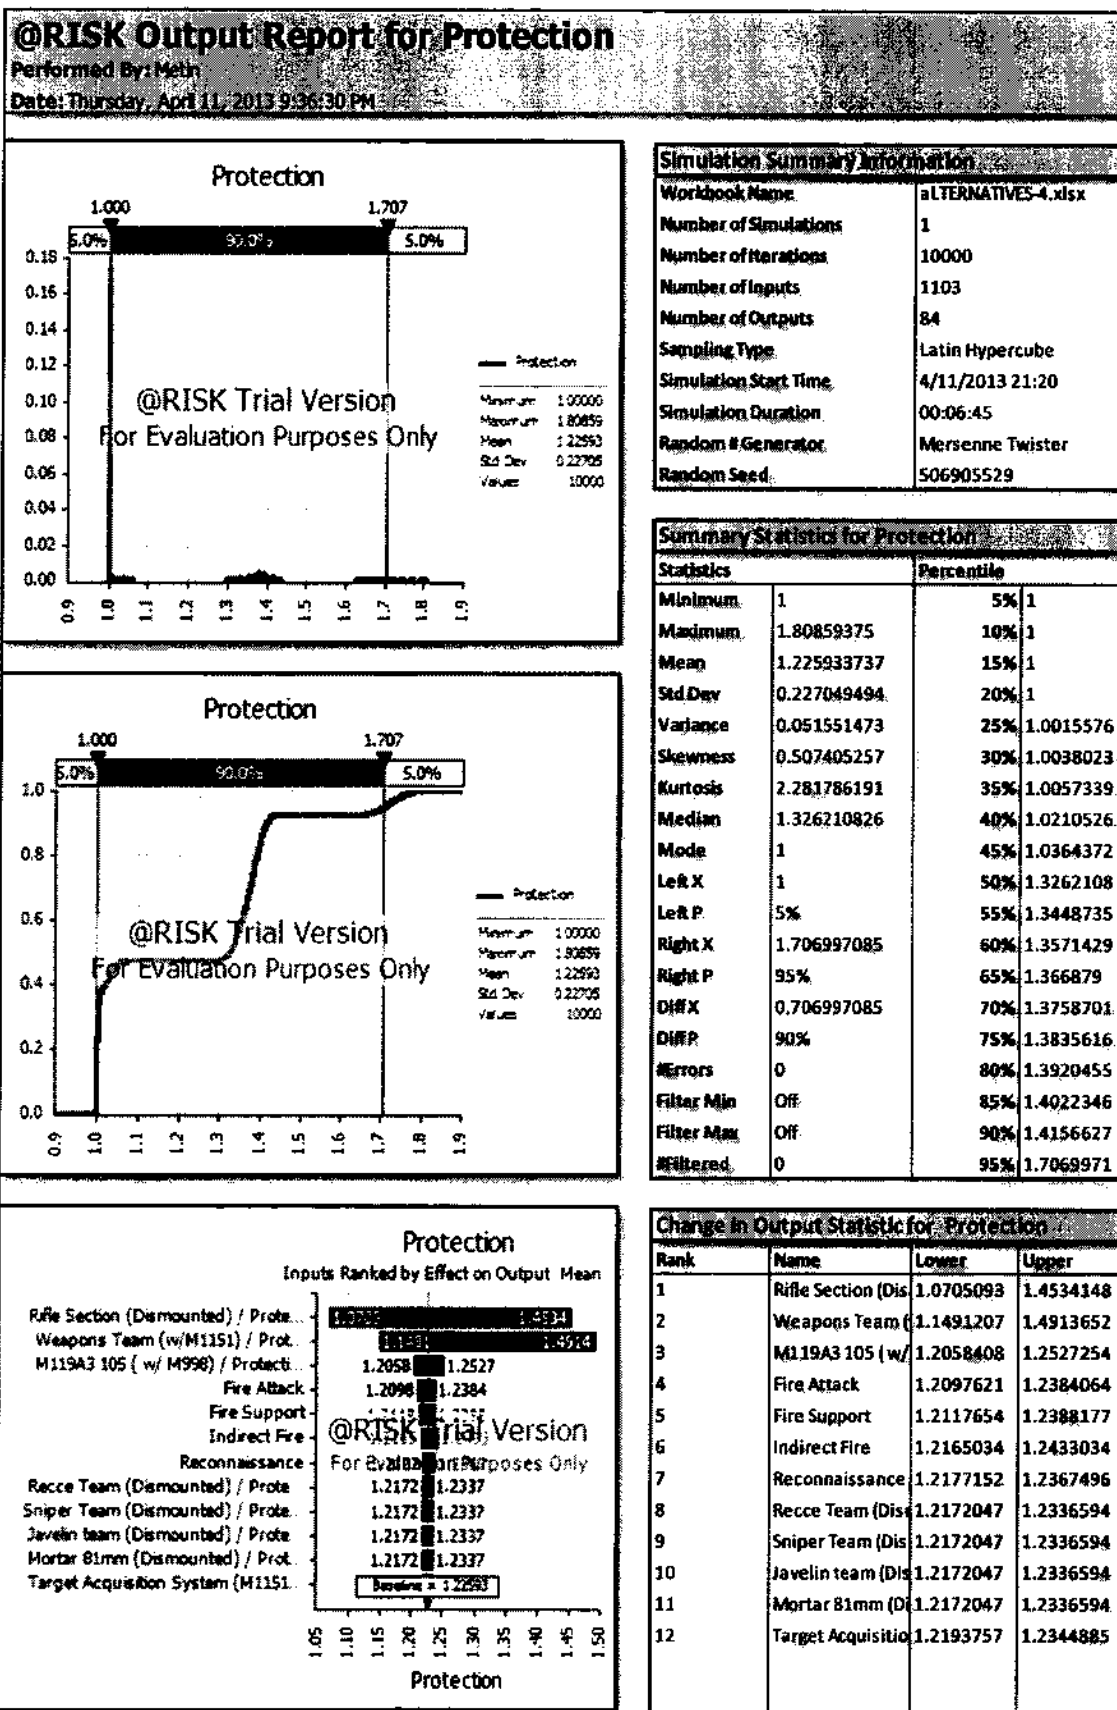 @RISK Output Report for Protection
Performed By: Metin
Date: Thursday, April 11, 2013 9:36:30 PM
Protection
1.000 1.707
5.0% 90.0% 5.0%
0.18
0.16
0.14
0.12
0.10
0.08
0.06
0.04
0.02
0.00
0.9 1.0 1.1 1.2 1.3 1.4 1.5 1.6 1.7 1.8 1.9
@RISK Trial Version
For Evaluation Purposes Only
Protection
Minimum 1.00000
Maximum 1.80859
Mean 1.22593
Std Dev 0.22705
Values 10000
Simulation Summary Information
Workbook Name aLTERNATIVES-4.xlsx
Number of Simulations 1
Number of Iterations 10000
Number of Inputs 1103
Number of Outputs 84
Sampling Type Latin Hypercube
Simulation Start Time 4/11/2013 21:20
Simulation Duration 00:06:45
Random # Generator Mersenne Twister
Random Seed 506905529
Protection
1.000 1.707
5.0% 90.0% 5.0%
1.0
0.8
0.6
0.4
0.2
0.0
0.9 1.0 1.1 1.2 1.3 1.4 1.5 1.6 1.7 1.8 1.9
@RISK Trial Version
For Evaluation Purposes Only
Protection
Minimum 1.00000
Maximum 1.80859
Mean 1.22593
Std Dev 0.22705
Values 10000
Summary Statistics for Protection
Statistics Percentile
Minimum 1 5% 1
Maximum 1.80859375 10% 1
Mean 1.225933737 15% 1
Std Dev 0.227049494 20% 1
Variance 0.051551473 25% 1.0015576
Skewness 0.507405257 30% 1.0038023
Kurtosis 2.281786191 35% 1.0057339
Median 1.326210826 40% 1.0210526
Mode 1 45% 1.0364372
Left X 1 50% 1.3262108
Left P 5% 55% 1.3448735
Right X 1.706997085 60% 1.3571429
Right P 95% 65% 1.366879
Diff X 0.706997085 70% 1.3758701
Diff P 90% 75% 1.3835616
#Errors 0 80% 1.3920455
Filter Min Off 85% 1.4022346
Filter Max Off 90% 1.4156627
#Filtered 0 95% 1.7069971
Protection
Inputs Ranked by Effect on Output Mean
Rifle Section (Dismounted) / Prote... 1.4534
Weapons Team (w/M1151) / Prot... 1.4914
M119A3 105 ( w/ M998) / Protecti... 1.2058 1.2527
Fire Attack 1.2098 1.2384
Fire Support
Indirect Fire
Reconnaissance
Recce Team (Dismounted) / Prote 1.2172 1.2337
Sniper Team (Dismounted) / Prote.. 1.2172 1.2337
Javelin team (Dismounted) / Prote 1.2172 1.2337
Mortar 81mm (Dismounted) / Prot.. 1.2172 1.2337
Target Acquisition System (M1151..
@RISK Trial Version
For Evaluation Purposes Only
Baseline = 1.22593
1.05 1.10 1.15 1.20 1.25 1.30 1.35 1.40 1.45 1.50
Protection
Change in Output Statistic for Protection
Rank Name Lower Upper
1 Rifle Section (Dis 1.0705093 1.4534148
2 Weapons Team ( 1.1491207 1.4913652
3 M119A3 105 ( w/ 1.2058408 1.2527254
4 Fire Attack 1.2097621 1.2384064
5 Fire Support 1.2117654 1.2388177
6 Indirect Fire 1.2165034 1.2433034
7 Reconnaissance 1.2177152 1.2367496
8 Recce Team (Dis 1.2172047 1.2336594
9 Sniper Team (Dis 1.2172047 1.2336594
10 Javelin team (Dis 1.2172047 1.2336594
11 Mortar 81mm (Di 1.2172047 1.2336594
12 Target Acquisitio 1.2193757 1.2344885